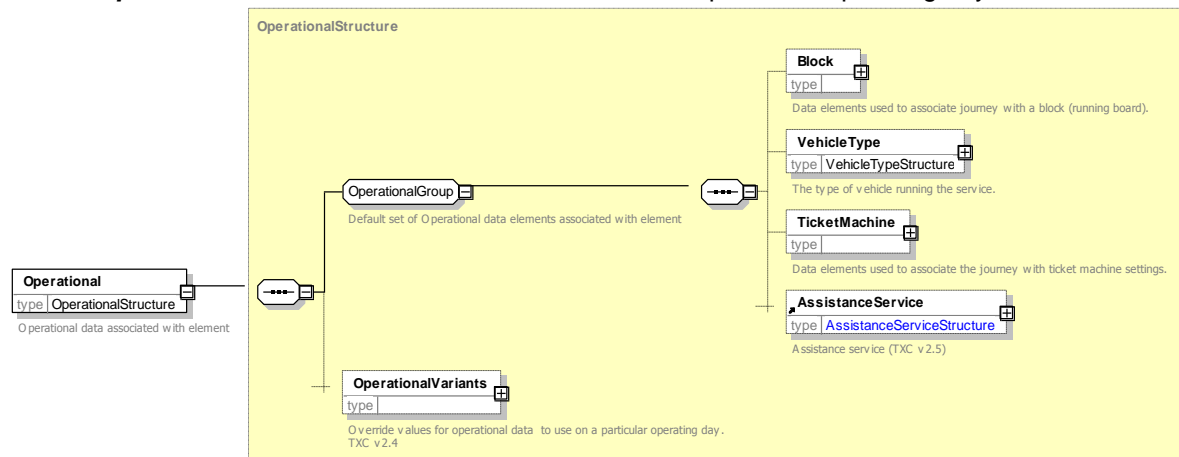 OperationalStructure
Block
type
Data elements used to associate journey with a block (running board).
VehicleType
type VehicleTypeStructure
The type of vehicle running the service.
OperationalGroup
Default set of Operational data elements associated with element
TicketMachine
type
Data elements used to associate the journey with ticket machine settings.
Operational
type OperationalStructure
Operational data associated with element
AssistanceService
type AssistanceServiceStructure
Assistance service (TXC v2.5)
OperationalVariants
type
Override values for operational data to use on a particular operating day.
TXC v2.4